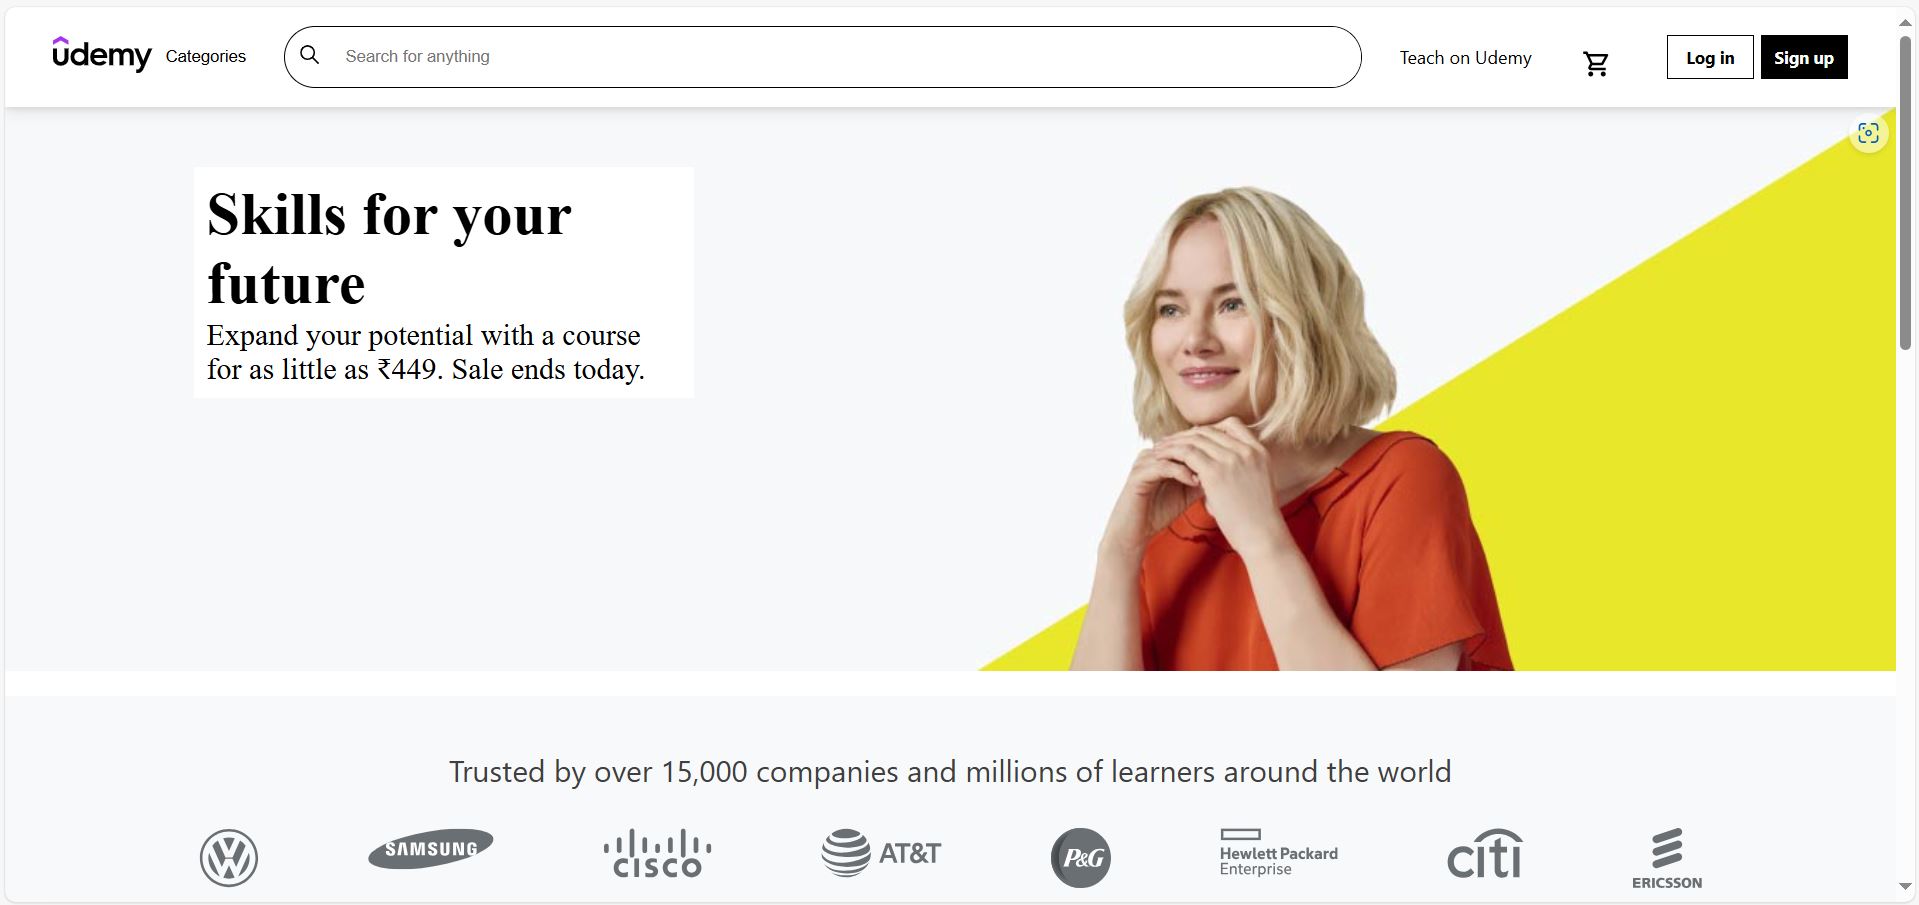 ûdemy Categories Search for anything Teach on Udemy Log in Sign up
Skills for your
future
Expand your potential with a course
for as little as ₹449. Sale ends today.
Trusted by over 15,000 companies and millions of learners around the world
VW SAMSUNG CISCO AT&T P&G Hewlett Packard
Enterprise citi ERICSSON